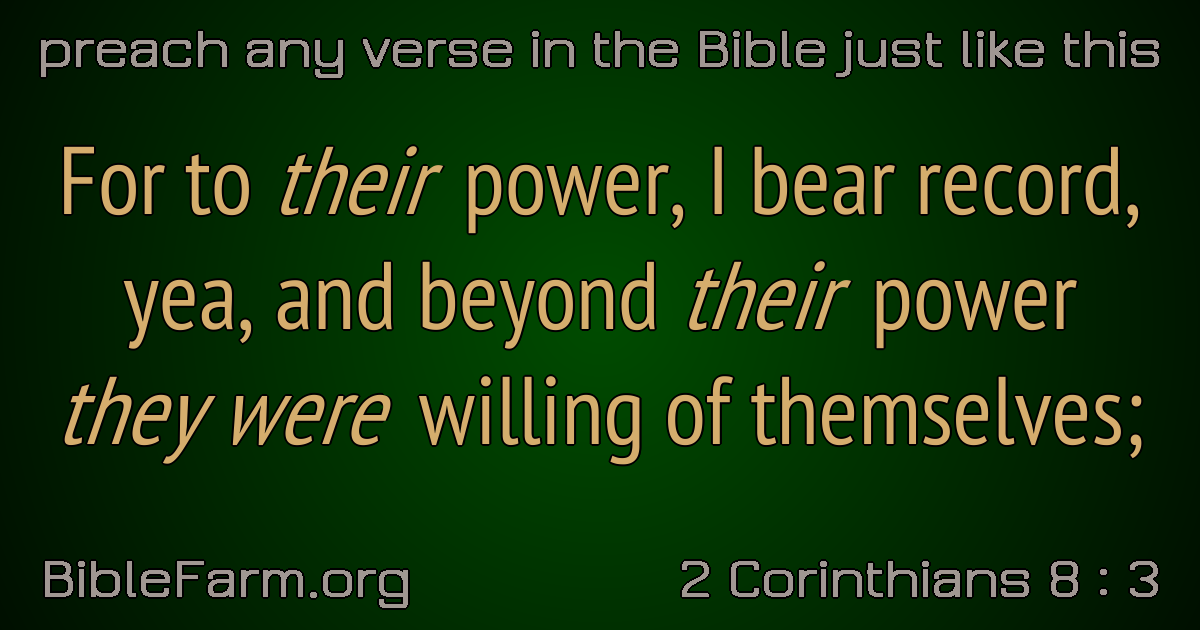 preach any verse in the Bible just like this
For to their power, I bear record,
yea, and beyond their power
they were willing of themselves;
BibleFarm.org
2 Corinthians 8 : 3